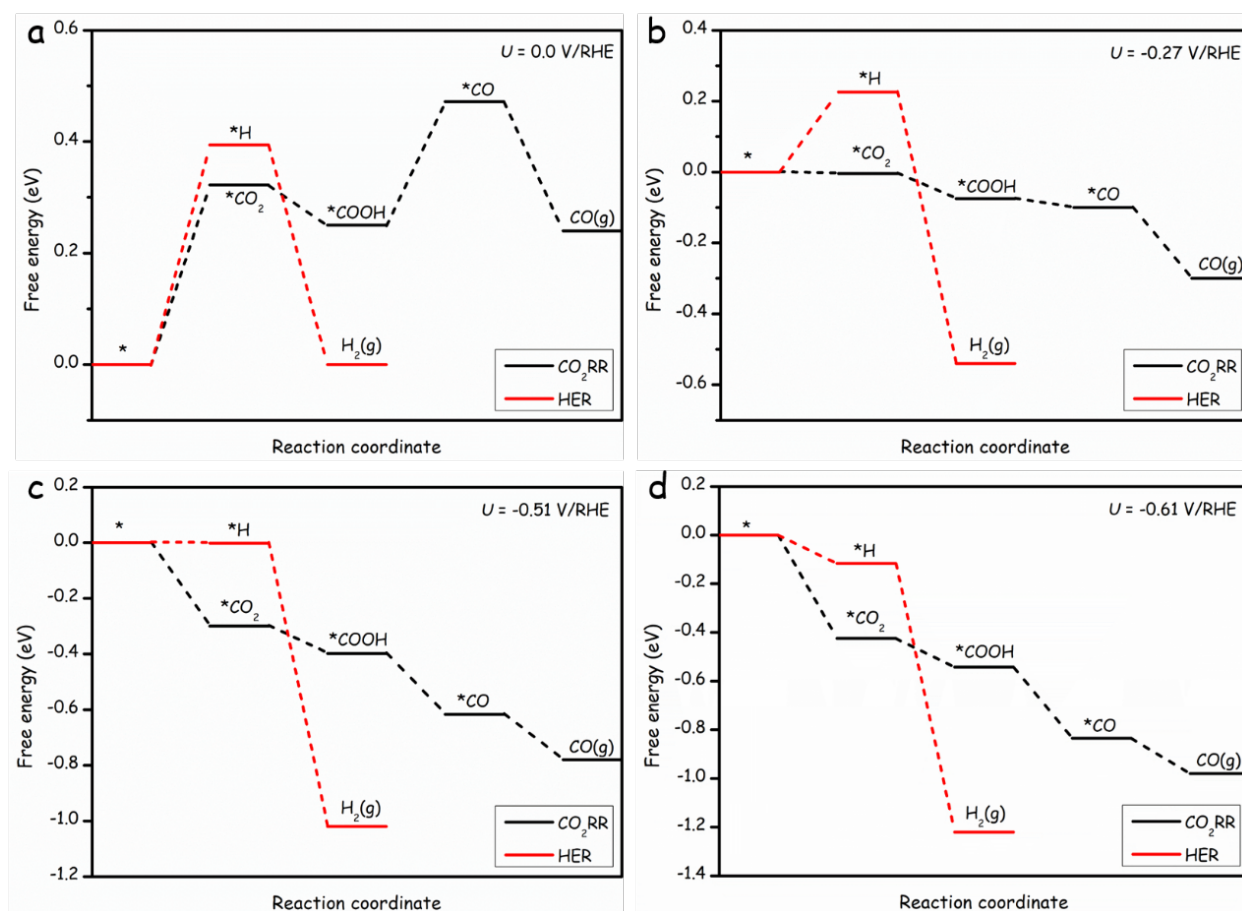 a
U = 0.0 V/RHE
0.6
0.4
0.2
0.0
Free energy (eV)
*
*H
*CO₂
*COOH
*CO
CO(g)
H₂(g)
CO₂RR
HER
Reaction coordinate
b
U = -0.27 V/RHE
0.4
0.2
0.0
-0.2
-0.4
-0.6
Free energy (eV)
*
*H
*CO₂
*COOH
*CO
CO(g)
H₂(g)
CO₂RR
HER
Reaction coordinate
c
U = -0.51 V/RHE
0.2
0.0
-0.2
-0.4
-0.6
-0.8
-1.0
-1.2
Free energy (eV)
*
*H
*CO₂
*COOH
*CO
CO(g)
H₂(g)
CO₂RR
HER
Reaction coordinate
d
U = -0.61 V/RHE
0.2
0.0
-0.2
-0.4
-0.6
-0.8
-1.0
-1.2
-1.4
Free energy (eV)
*
*H
*CO₂
*COOH
*CO
CO(g)
H₂(g)
CO₂RR
HER
Reaction coordinate